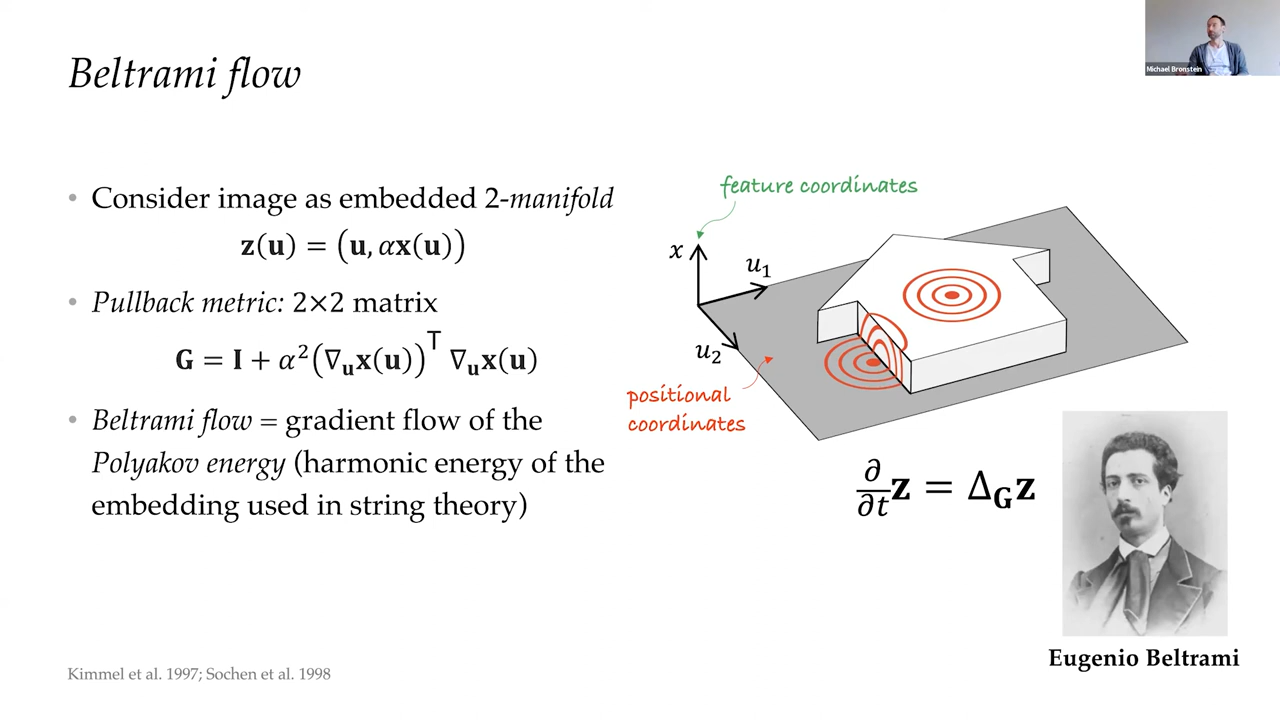 Beltrami flow
• Consider image as embedded 2-manifold
z(u) = (u, αx(u))
• Pullback metric: 2×2 matrix
G = I + α²(∇ᵤx(u))ᵀ ∇ᵤx(u)
• Beltrami flow = gradient flow of the
Polyakov energy (harmonic energy of the
embedding used in string theory)
Kimmel et al. 1997; Sochen et al. 1998
feature coordinates
x
u₁
u₂
positional
coordinates
∂/∂t z = Δ_G z
Eugenio Beltrami
Michael Bronstein